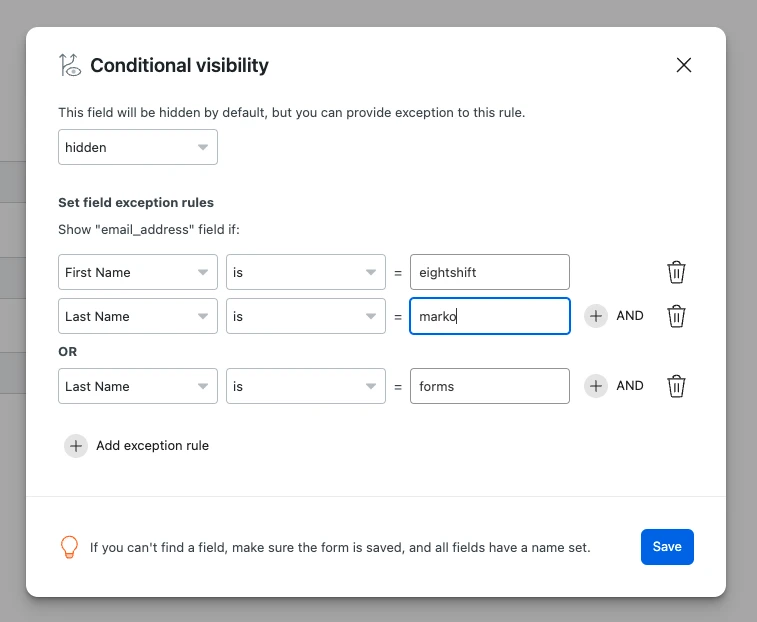 Conditional visibility
This field will be hidden by default, but you can provide exception to this rule.
hidden
Set field exception rules
Show "email_address" field if:
First Name is = eightshift
Last Name is = marko + AND
OR
Last Name is = forms + AND
+ Add exception rule
If you can't find a field, make sure the form is saved, and all fields have a name set.
Save